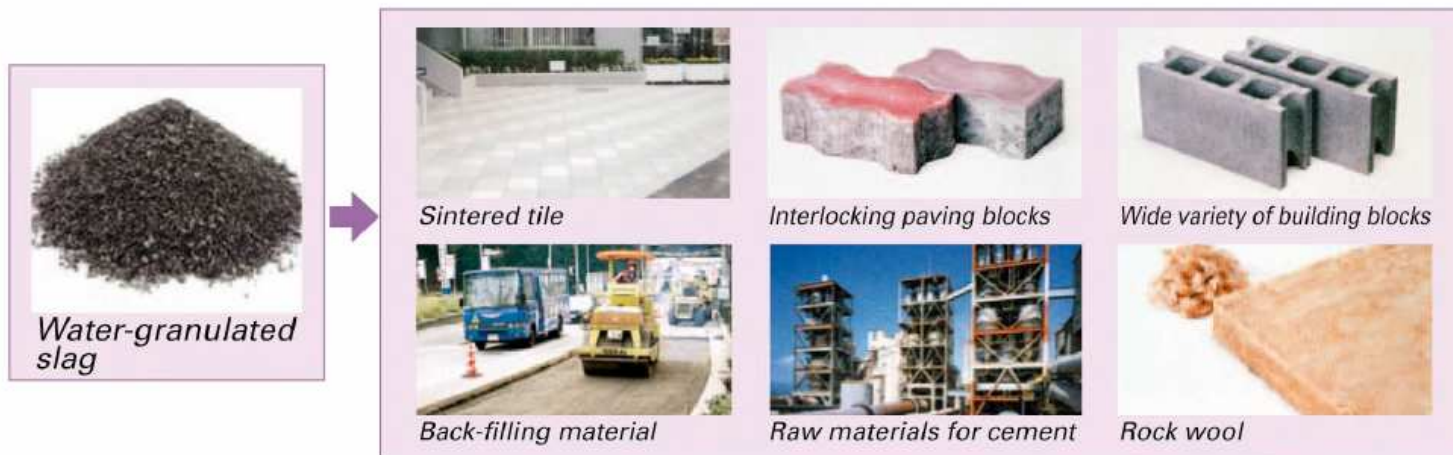 Water-granulated
slag
Sintered tile
Interlocking paving blocks
Wide variety of building blocks
Back-filling material
Raw materials for cement
Rock wool